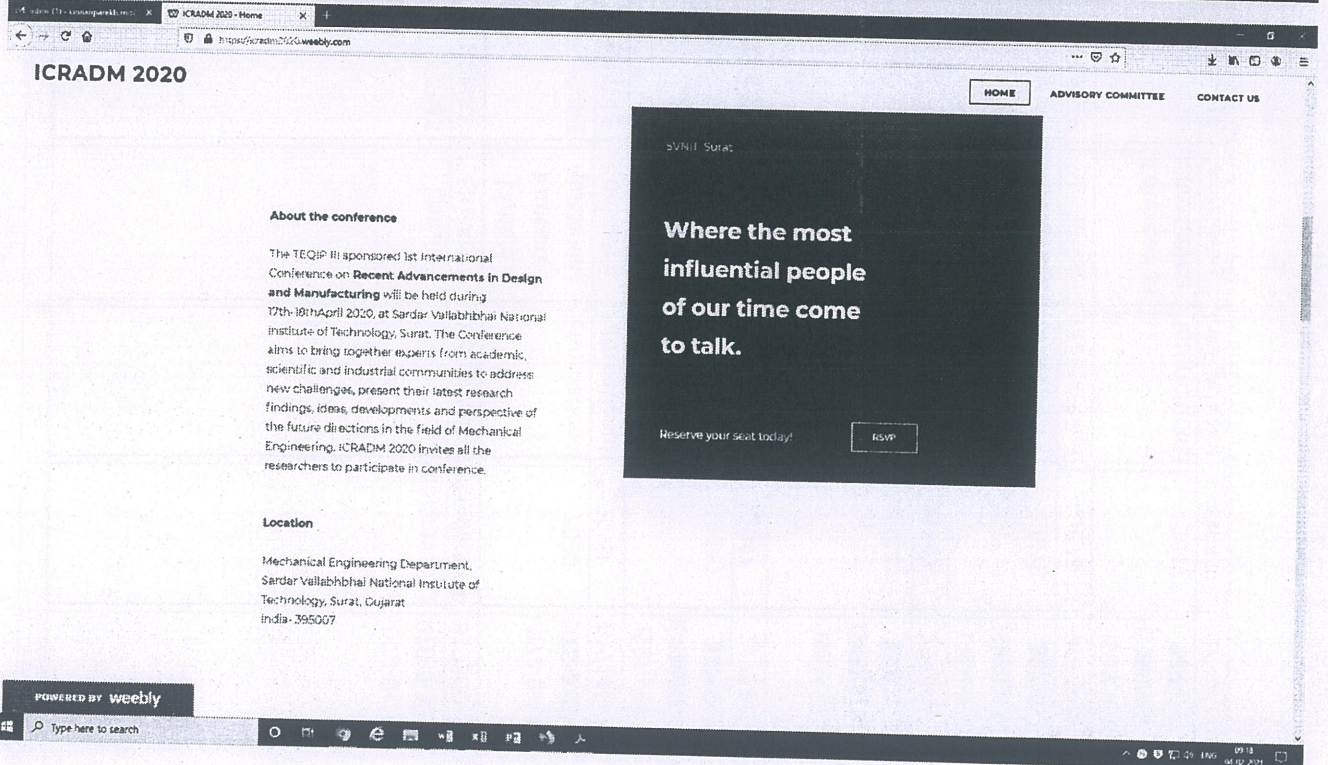 ICRADM 2020 - Home
https://icradm2020.weebly.com
ICRADM 2020
HOME ADVISORY COMMITTEE CONTACT US
About the conference
The TEQIP III sponsored 1st International
Conference on Recent Advancements in Design
and Manufacturing will be held during
17th-18thApril 2020, at Sardar Vallabhbhai National
Institute of Technology, Surat. The Conference
aims to bring together experts from academic,
scientific and industrial communities to address
new challenges, present their latest research
findings, ideas, developments and perspective of
the future directions in the field of Mechanical
Engineering. ICRADM 2020 invites all the
researchers to participate in conference.
Location
Mechanical Engineering Department,
Sardar Vallabhbhai National Institute of
Technology, Surat, Gujarat
India- 395007
SVNIT Surat
Where the most
influential people
of our time come
to talk.
Reserve your seat today!
RSVP
POWERED BY weebly
Type here to search
ENG
09:18